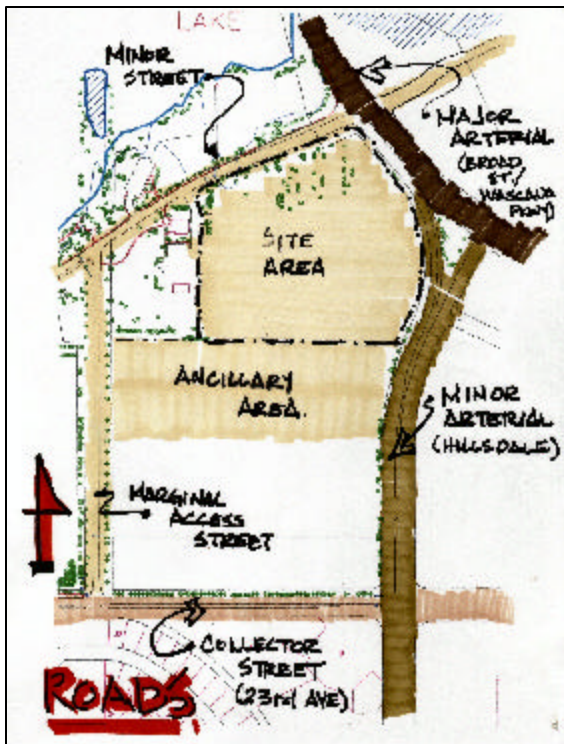 LAKE
MINOR
STREET
MAJOR
ARTERIAL
(BROAD
ST/
WASCANA
PKWY)
SITE
AREA
ANCILLARY
AREA.
MINOR
ARTERIAL
(HILLSDALE)
MARGINAL
ACCESS
STREET
COLLECTOR
STREET
(23rd AVE)
ROADS